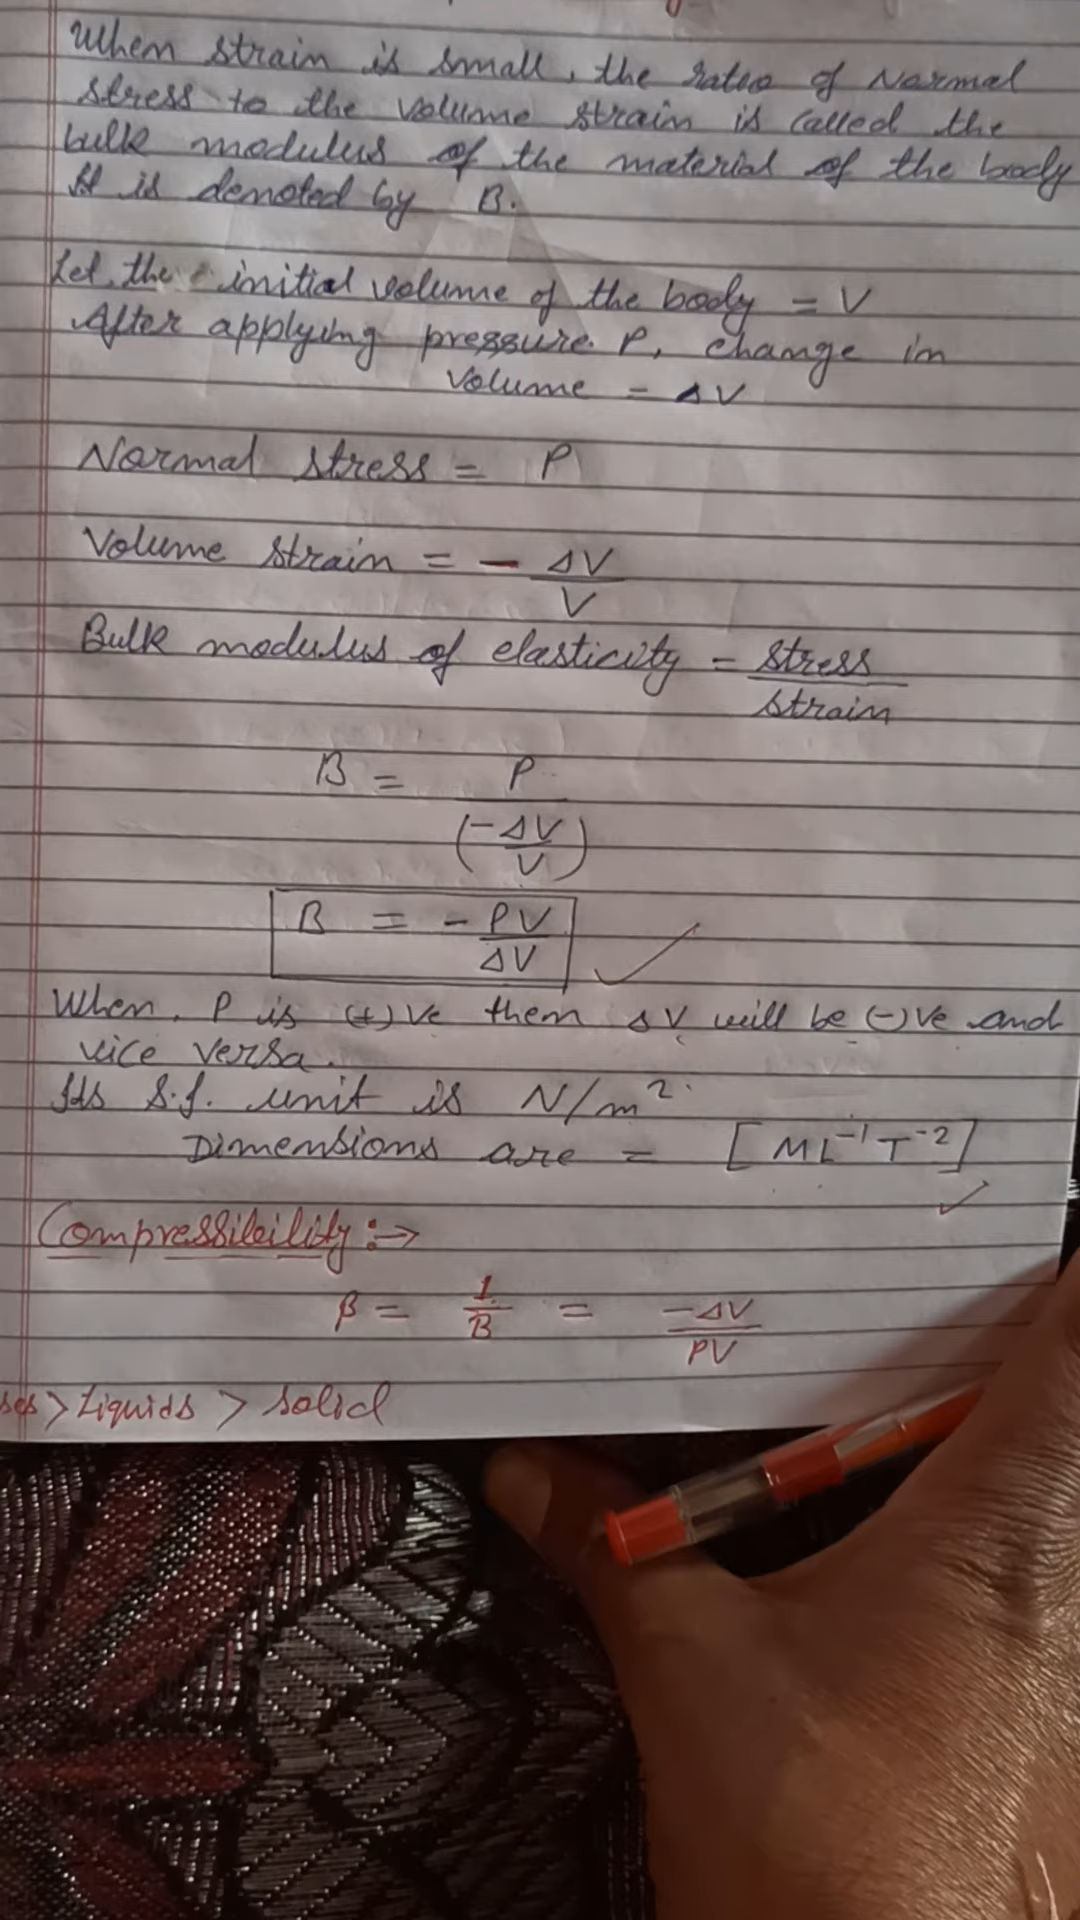 When strain is small, the ratio of Normal
stress to the volume strain is called the
bulk modulus of the material of the body
It is denoted by B.
Let the initial volume of the body = V
After applying pressure P, change in
Volume = ΔV
Normal stress = P
Volume strain = - ΔV/V
Bulk modulus of elasticity = stress/strain
B = P/(-ΔV/V)
B = - PV/ΔV
When P is (+)ve then ΔV will be (-)ve and
vice versa.
Its S.I. unit is N/m²
Dimensions are = [ML⁻¹T⁻²]
Compressibility :→
β = 1/B = -ΔV/PV
> Liquids > solid